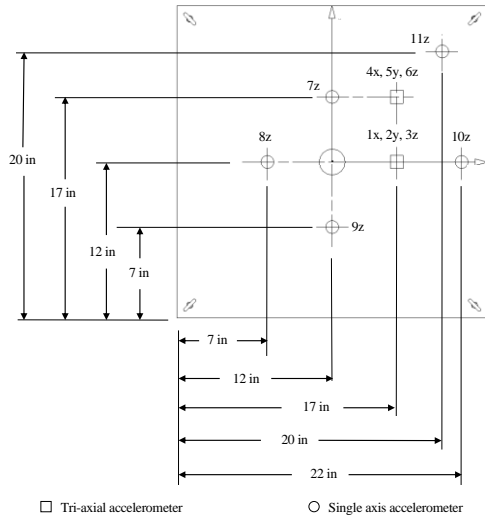 11z
7z
4x, 5y, 6z
8z
1x, 2y, 3z
10z
20 in
17 in
12 in
9z
7 in
7 in
12 in
17 in
20 in
22 in
Tri-axial accelerometer
Single axis accelerometer